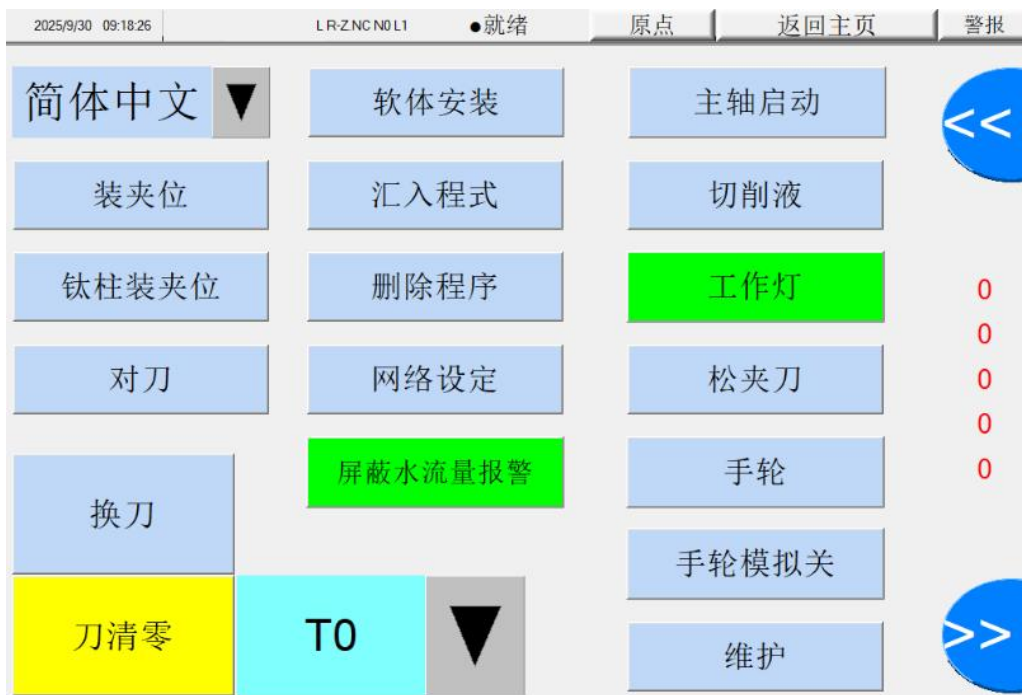 2025/9/30 09:18:26 L R-Z.NC N0 L1 ●就绪 原点 返回主页 警报
简体中文 ▼ 软体安装 主轴启动 <<
装夹位 汇入程式 切削液
钛柱装夹位 删除程序 工作灯 0
0
对刀 网络设定 松夹刀 0
0
屏蔽水流量报警 手轮 0
换刀
手轮模拟关
刀清零 T0 ▼ 维护 >>